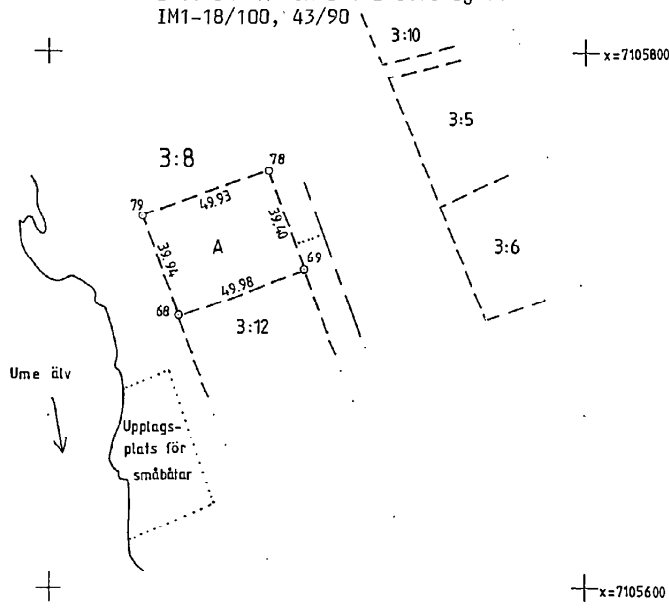 IM1-18/100, 43/90
3:10
x=7105800
3:5
3:8
78
79
49.93
39.40
39.94
A
3:6
69
49.98
68
3:12
Ume älv
Upplags-
plats för
småbåtar
x=7105600